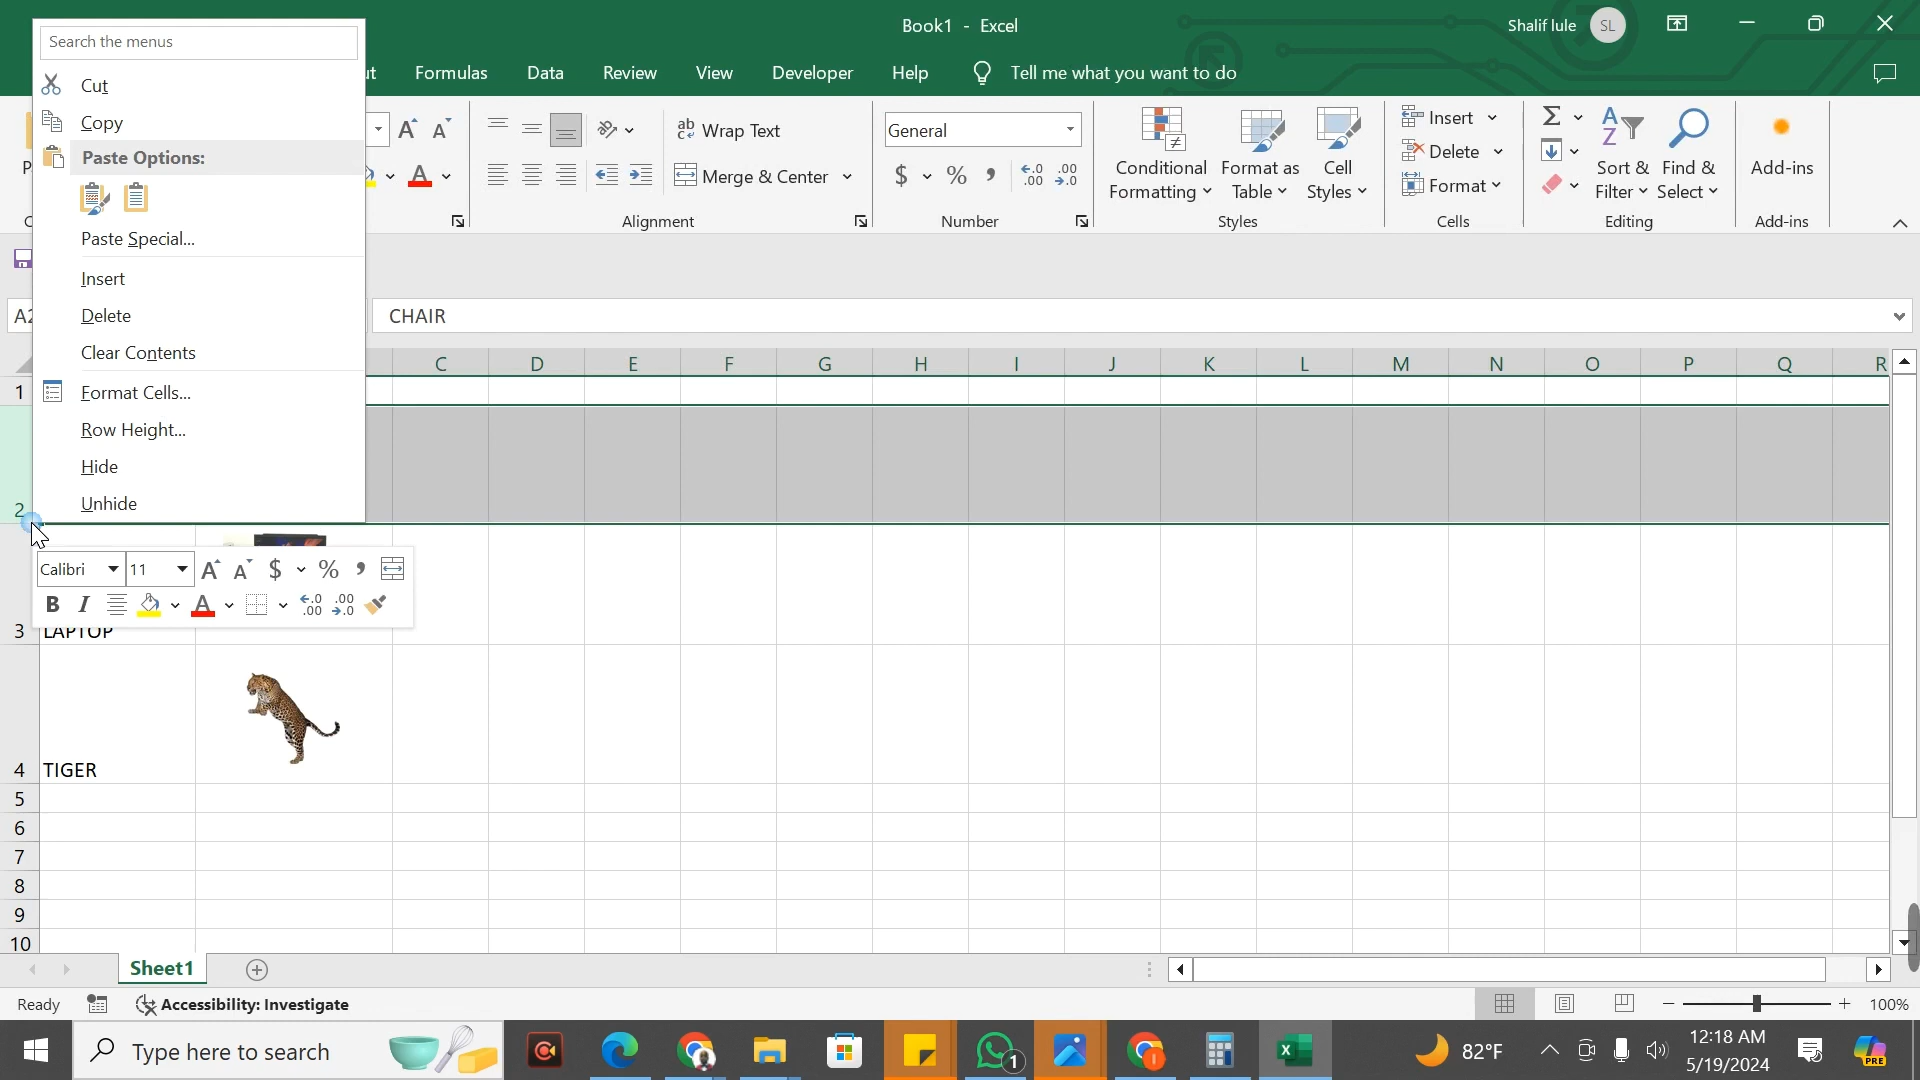 Book1 - Excel
Shalif lule SL
Search the menus
Formulas Data Review View Developer Help Tell me what you want to do
Cut
Copy
Paste Options:
Paste Special...
Insert
Delete
Clear Contents
Format Cells...
Row Height...
Hide
Unhide
Wrap Text
Merge & Center
Alignment
General
$ % ,
Number
Conditional Formatting
Format as Table
Cell Styles
Styles
Insert
Delete
Format
Cells
Sort & Filter
Find & Select
Editing
Add-ins
Add-ins
CHAIR
C D E F G H I J K L M N O P Q R
1
2
Calibri 11 $ % ,
B I
3 LAPTOP
4 TIGER
5
6
7
8
9
10
Sheet1
Ready Accessibility: Investigate 100%
Type here to search
1
82°F
12:18 AM
5/19/2024
PRE